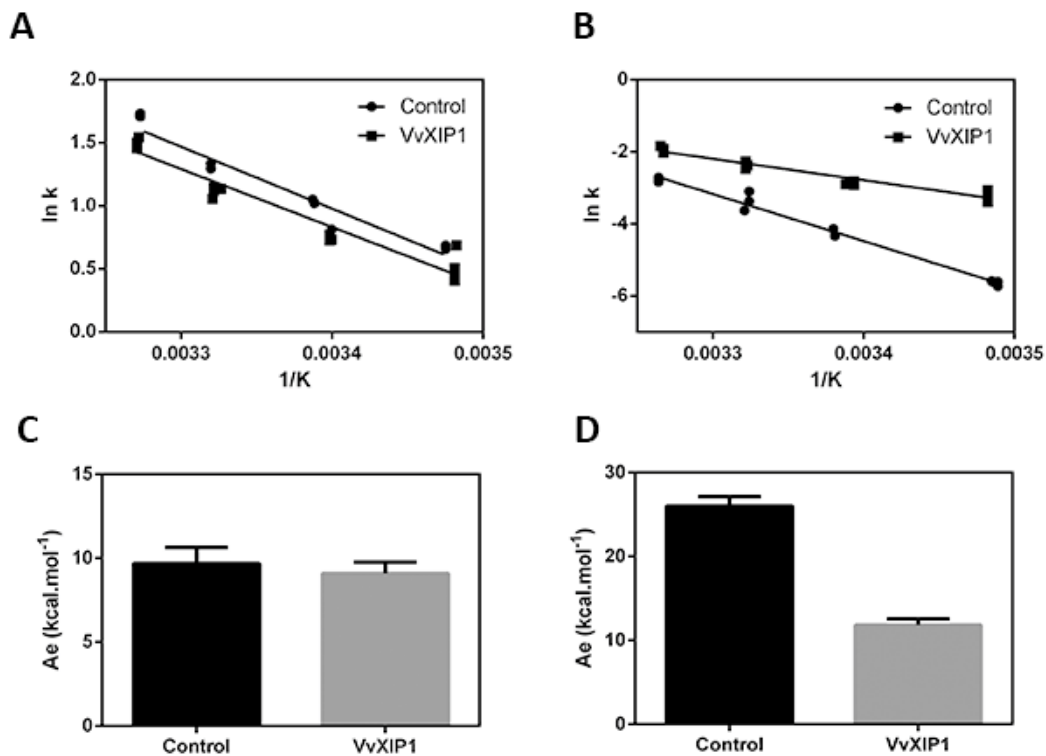 A
B
2.0
1.5
1.0
0.5
0.0
ln k
Control
VvXIP1
0.0033
0.0034
0.0035
1/K
0
-2
-4
-6
ln k
Control
VvXIP1
0.0033
0.0034
0.0035
1/K
C
D
15
10
5
0
Ae (kcal.mol⁻¹)
Control
VvXIP1
30
20
10
0
Ae (kcal.mol⁻¹)
Control
VvXIP1